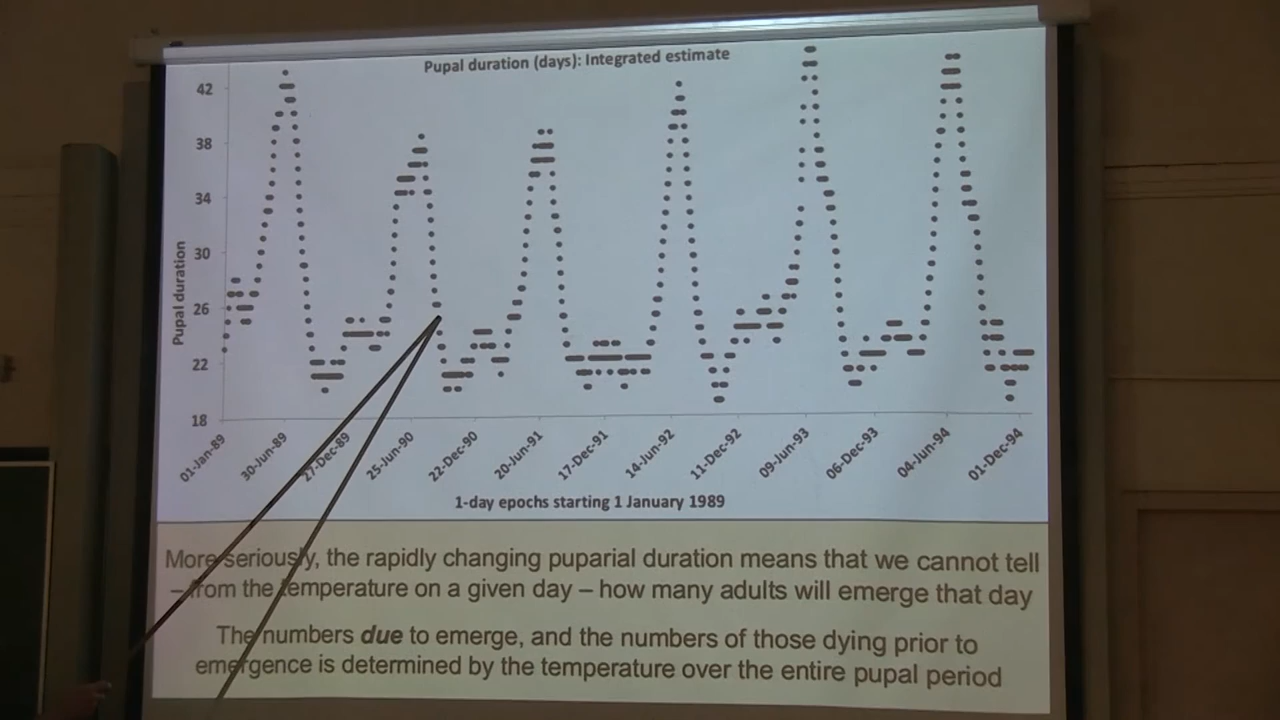 Pupal duration (days): Integrated estimate
42
38
34
30
26
22
18
Pupal duration
01-Jan-89
30-Jun-89
27-Dec-89
25-Jun-90
22-Dec-90
20-Jun-91
17-Dec-91
14-Jun-92
11-Dec-92
09-Jun-93
06-Dec-93
04-Jun-94
01-Dec-94
1-day epochs starting 1 January 1989
More seriously, the rapidly changing puparial duration means that we cannot tell
– from the temperature on a given day – how many adults will emerge that day
The numbers due to emerge, and the numbers of those dying prior to
emergence is determined by the temperature over the entire pupal period